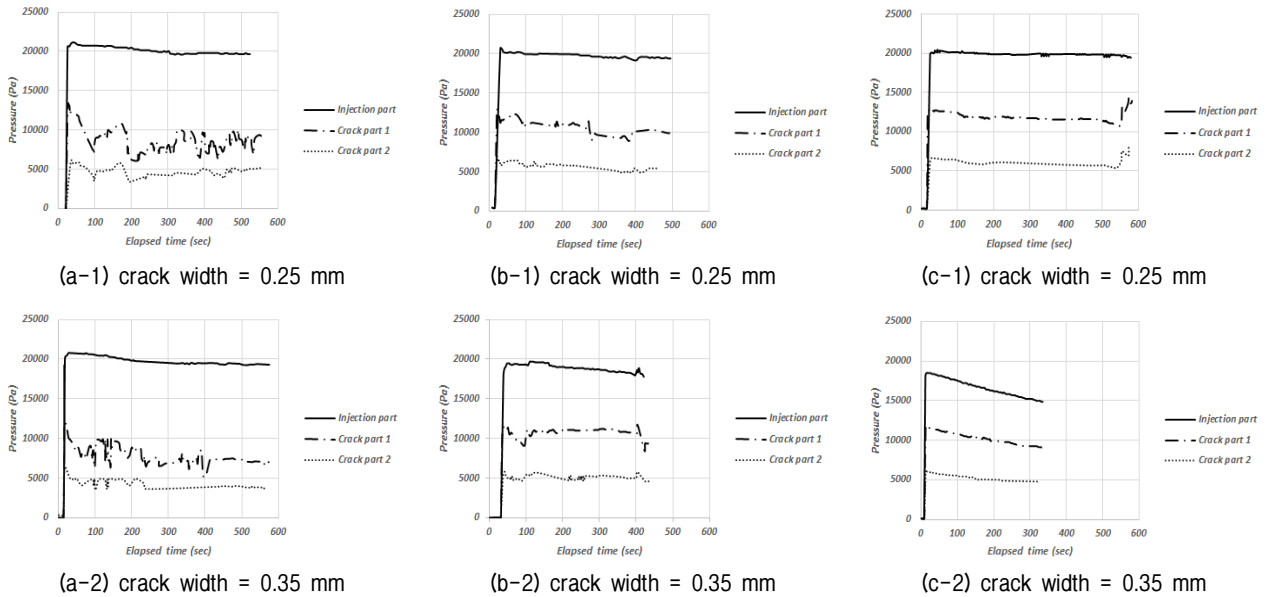 25000
20000
15000
10000
5000
0
Pressure (Pa)
0 100 200 300 400 500 600
Elapsed time (sec)
Injection part
Crack part 1
Crack part 2
(a-1) crack width = 0.25 mm
25000
20000
15000
10000
5000
0
Pressure (Pa)
0 100 200 300 400 500 600
Elapsed time (sec)
Injection part
Crack part 1
Crack part 2
(b-1) crack width = 0.25 mm
25000
20000
15000
10000
5000
0
Pressure (Pa)
0 100 200 300 400 500 600
Elapsed time (sec)
Injection part
Crack part 1
Crack part 2
(c-1) crack width = 0.25 mm
25000
20000
15000
10000
5000
0
Pressure (Pa)
0 100 200 300 400 500 600
Elapsed time (sec)
Injection part
Crack part 1
Crack part 2
(a-2) crack width = 0.35 mm
25000
20000
15000
10000
5000
0
Pressure (Pa)
0 100 200 300 400 500 600
Elapsed time (sec)
Injection part
Crack part 1
Crack part 2
(b-2) crack width = 0.35 mm
25000
20000
15000
10000
5000
0
Pressure (Pa)
0 100 200 300 400 500 600
Elapsed time (sec)
Injection part
Crack part 1
Crack part 2
(c-2) crack width = 0.35 mm